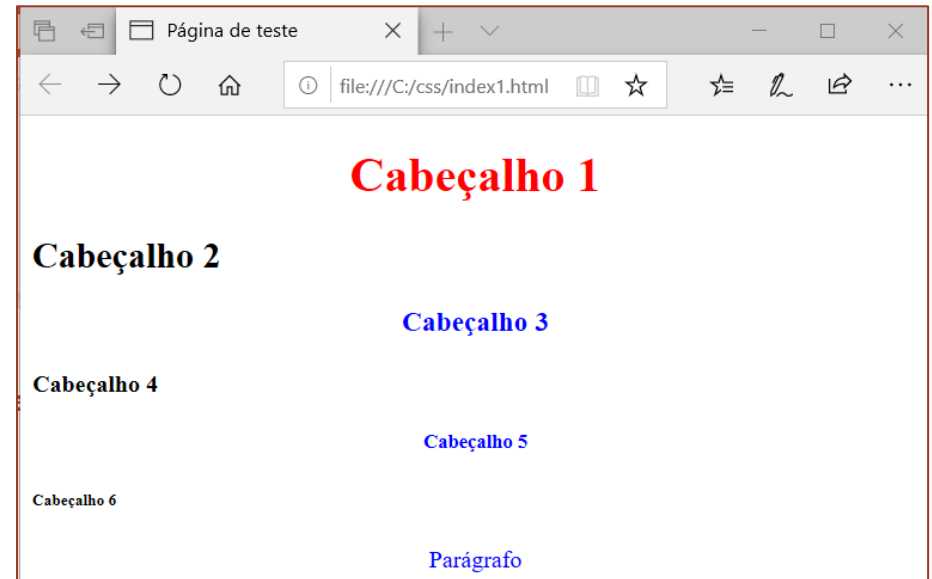 Página de teste
file:///C:/css/index1.html
Cabeçalho 1
Cabeçalho 2
Cabeçalho 3
Cabeçalho 4
Cabeçalho 5
Cabeçalho 6
Parágrafo